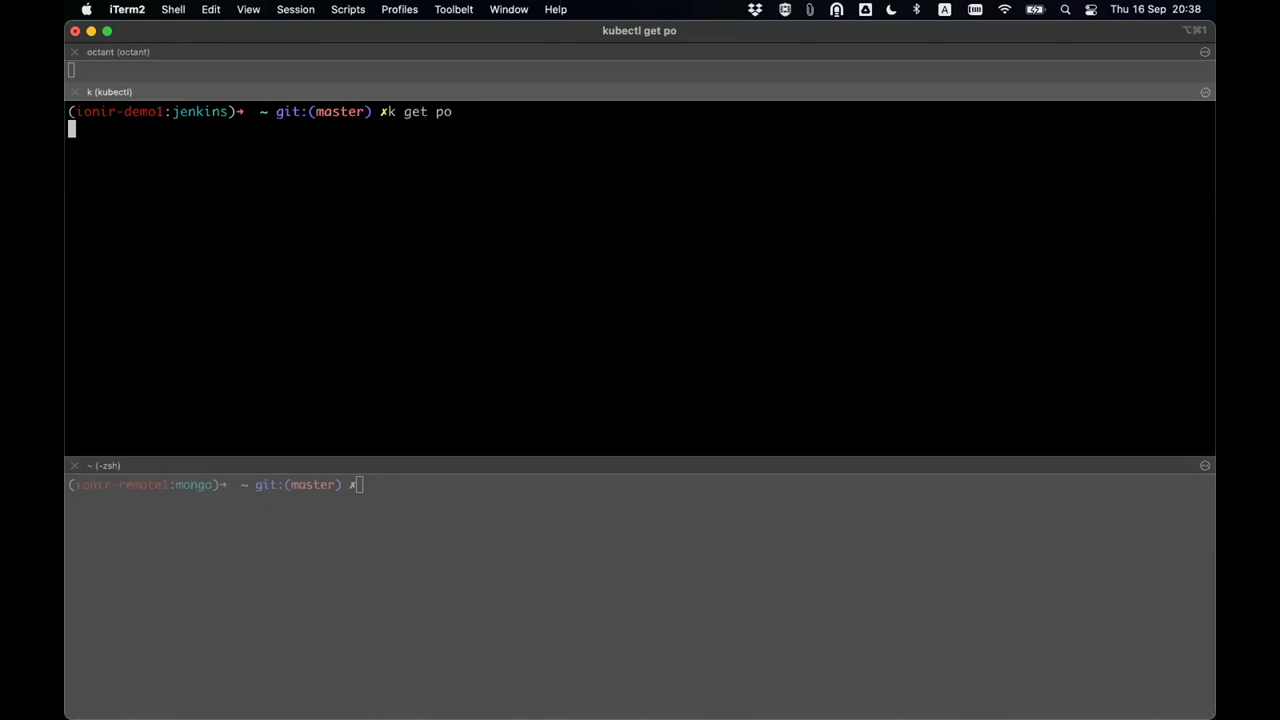 iTerm2 Shell Edit View Session Scripts Profiles Toolbelt Window Help A Thu 16 Sep 20:38
kubectl get po ⌥⌘1
octant (octant)
k (kubectl)
(ionir-demo1:jenkins)➜ ~ git:(master) ✗k get po
~ (-zsh)
(ionir-remote1:mongo)➜ ~ git:(master) ✗